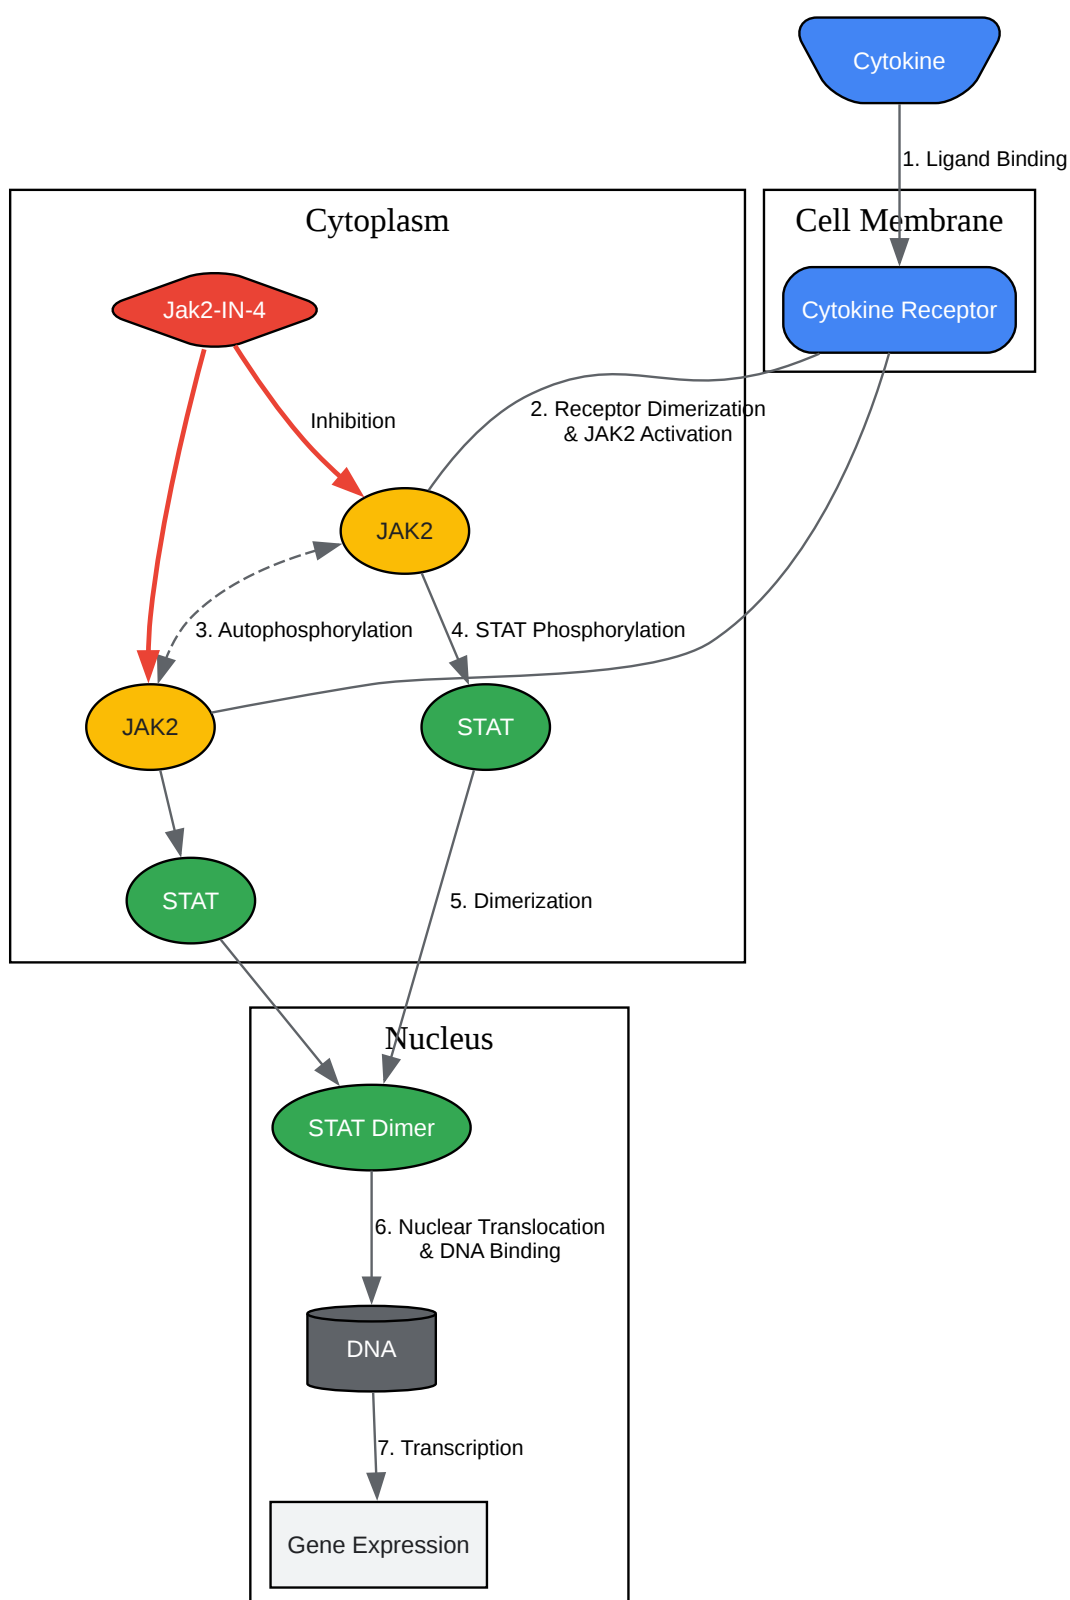 Cytokine
1. Ligand Binding
Cytoplasm
Cell Membrane
Jak2-IN-4
Cytokine Receptor
Inhibition
2. Receptor Dimerization
& JAK2 Activation
JAK2
3. Autophosphorylation
4. STAT Phosphorylation
JAK2
STAT
STAT
5. Dimerization
Nucleus
STAT Dimer
6. Nuclear Translocation
& DNA Binding
DNA
7. Transcription
Gene Expression